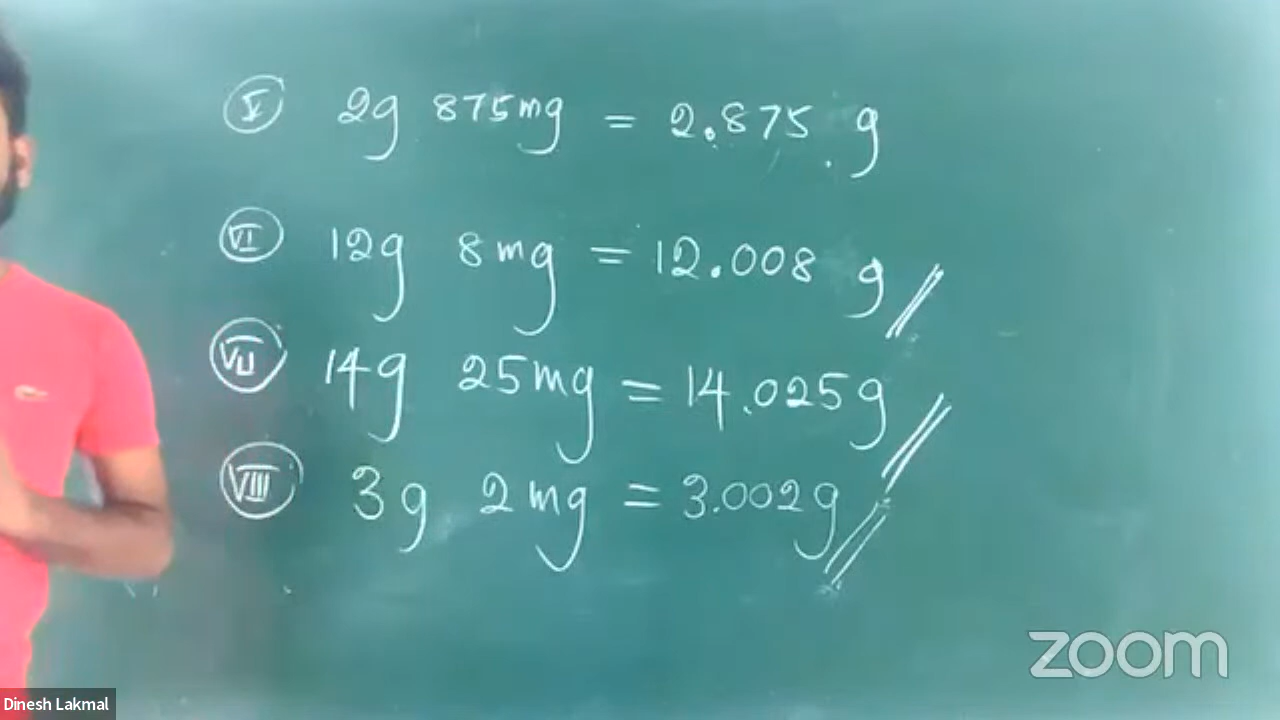 V 2g 875mg = 2.875 g
VI 12g 8mg = 12.008 g
VII 14g 25mg = 14.025g
VIII 3g 2mg = 3.002g
zoom
Dinesh Lakmal